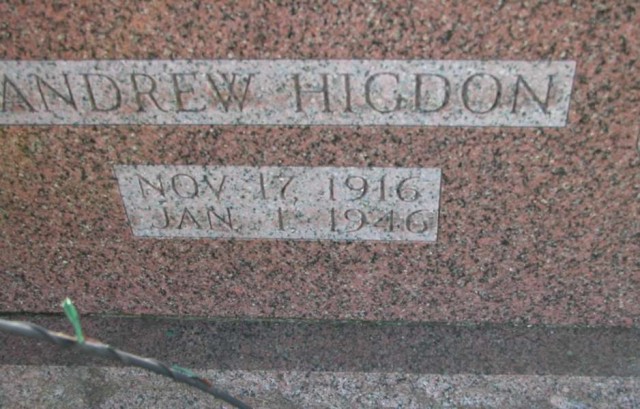 ANDREW HIGDON
NOV. 17, 1916
JAN. 1, 1946